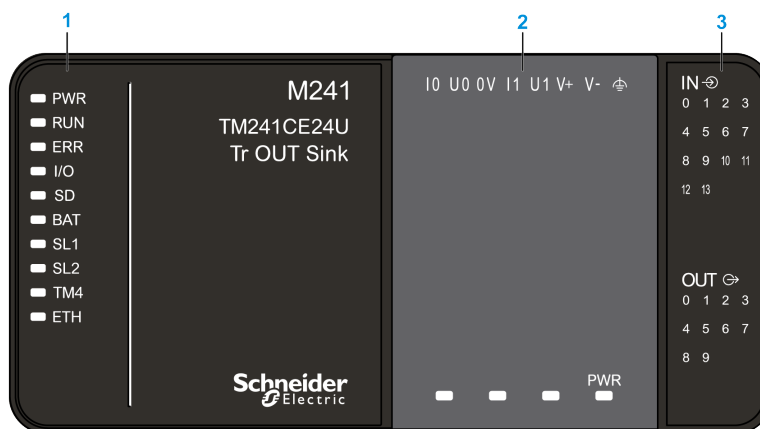 1
2
3
PWR
RUN
ERR
I/O
SD
BAT
SL1
SL2
TM4
ETH
M241
TM241CE24U
Tr OUT Sink
Schneider
Electric
I0 U0 0V I1 U1 V+ V-
PWR
IN
0 1 2 3
4 5 6 7
8 9 10 11
12 13
OUT
0 1 2 3
4 5 6 7
8 9